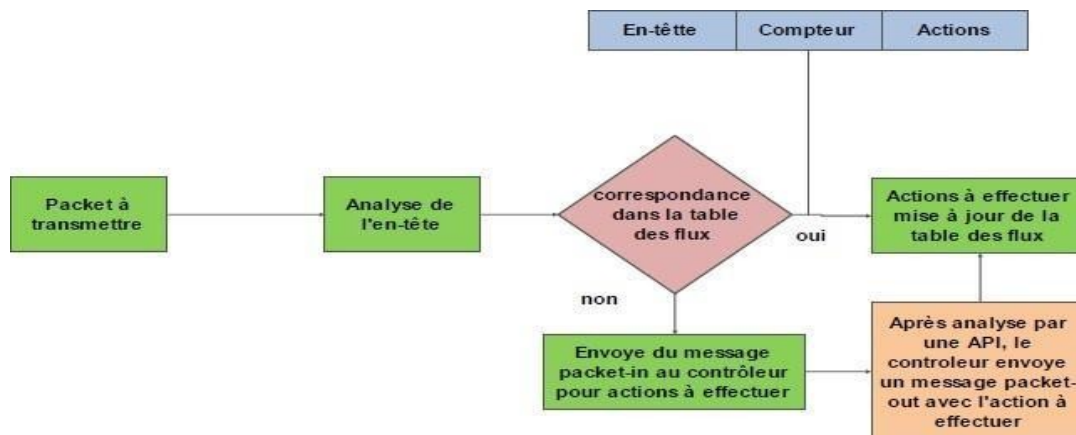 En-têtte
Compteur
Actions
Packet à
transmettre
Analyse de
l'en-tête
correspondance
dans la table
des flux
oui
Actions à effectuer
mise à jour de la
table des flux
non
Envoye du message
packet-in au contrôleur
pour actions à effectuer
Après analyse par
une API, le
controleur envoye
un message packet-
out avec l'action à
effectuer